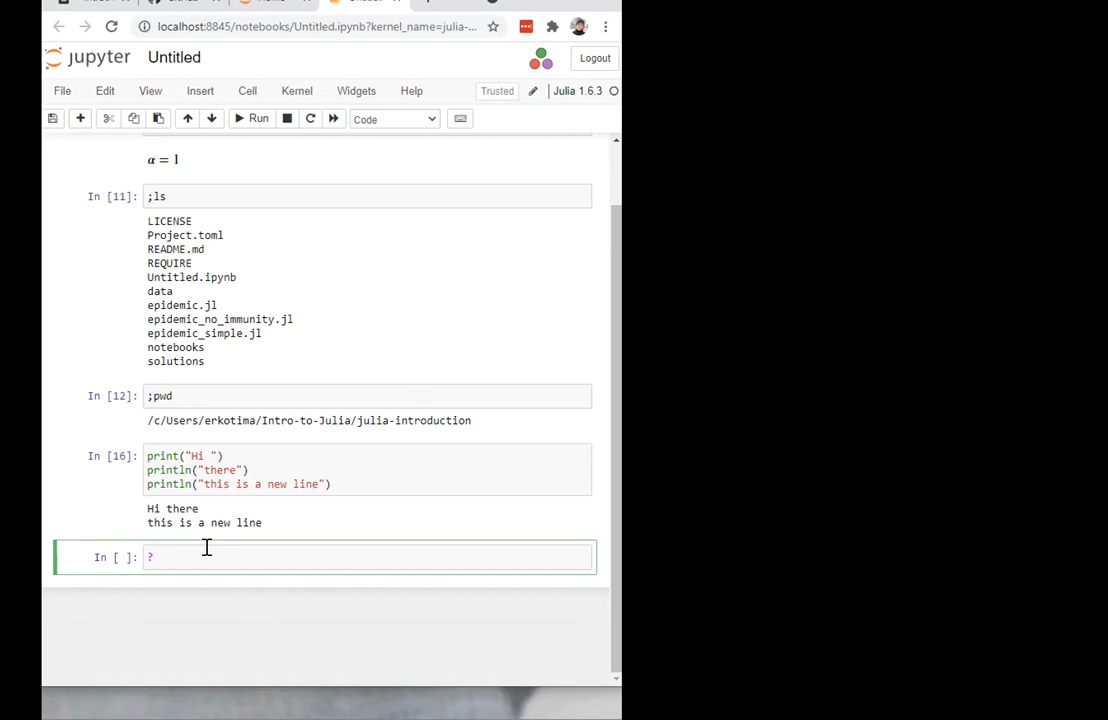 localhost:8845/notebooks/Untitled.ipynb?kernel_name=julia-...
jupyter Untitled
Logout
File Edit View Insert Cell Kernel Widgets Help
Trusted
Julia 1.6.3
Run
Code
α = 1
In [11]: ;ls
LICENSE
Project.toml
README.md
REQUIRE
Untitled.ipynb
data
epidemic.jl
epidemic_no_immunity.jl
epidemic_simple.jl
notebooks
solutions
In [12]: ;pwd
/c/Users/erkotima/Intro-to-Julia/julia-introduction
In [16]: print("Hi ")
println("there")
println("this is a new line")
Hi there
this is a new line
In [ ]: ?